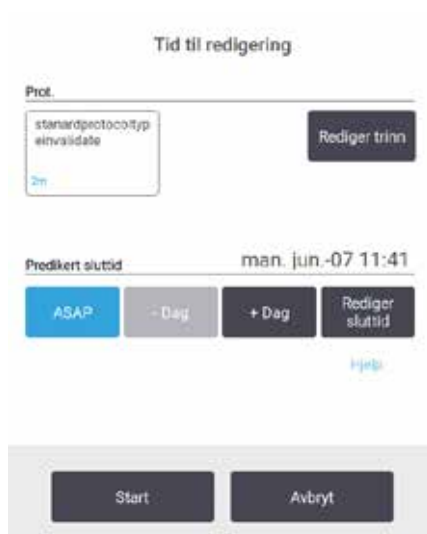 Tid til redigering
Prot.
stanardprotocoltyp
einvalidate
Rediger trinn
2m
Predikert sluttid
man. jun.-07 11:41
ASAP
- Dag
+ Dag
Rediger
sluttid
Hjelp
Start
Avbryt